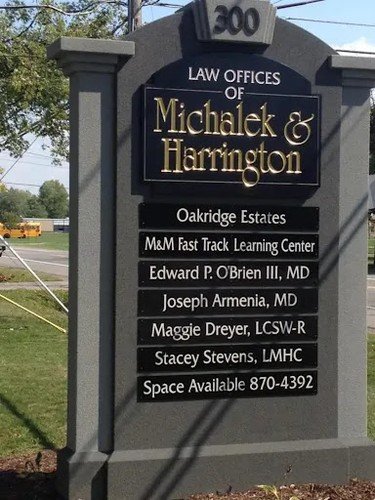 300
LAW OFFICES
OF
Michalek &
Harrington
Oakridge Estates
M&M Fast Track Learning Center
Edward P. O'Brien III, MD
Joseph Armenia, MD
Maggie Dreyer, LCSW-R
Stacey Stevens, LMHC
Space Available 870-4392